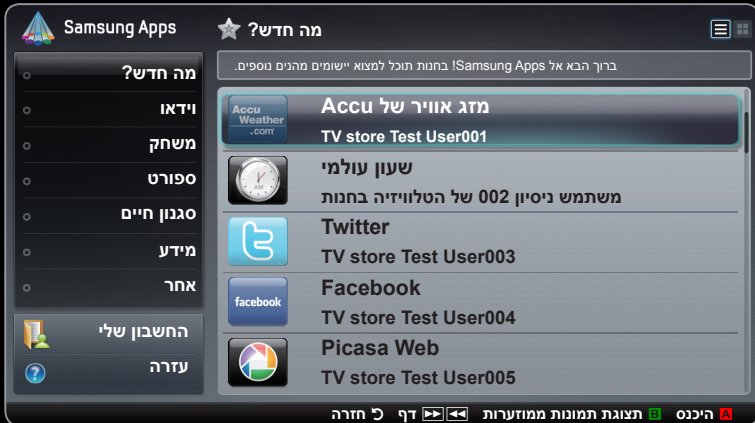 Samsung Apps
מה חדש?
ברוך הבא אל Samsung Apps! בחנות תוכל למצוא יישומים מהנים נוספים.
מה חדש?
וידאו
משחק
ספורט
סגנון חיים
מידע
אחר
החשבון שלי
עזרה
Accu
Weather
.com
מזג אוויר של Accu
TV store Test User001
AM
שעון עולמי
משתמש ניסיון 002 של הטלוויזיה בחנות
Twitter
TV store Test User003
facebook
Facebook
TV store Test User004
Picasa Web
TV store Test User005
A היכנס B תצוגת תמונות ממוזערות דף חזרה